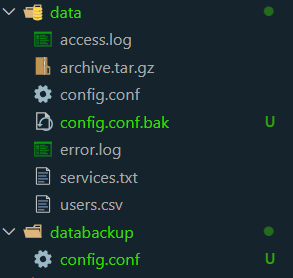 data
access.log
archive.tar.gz
config.conf
config.conf.bak U
error.log
services.txt
users.csv
databackup
config.conf U